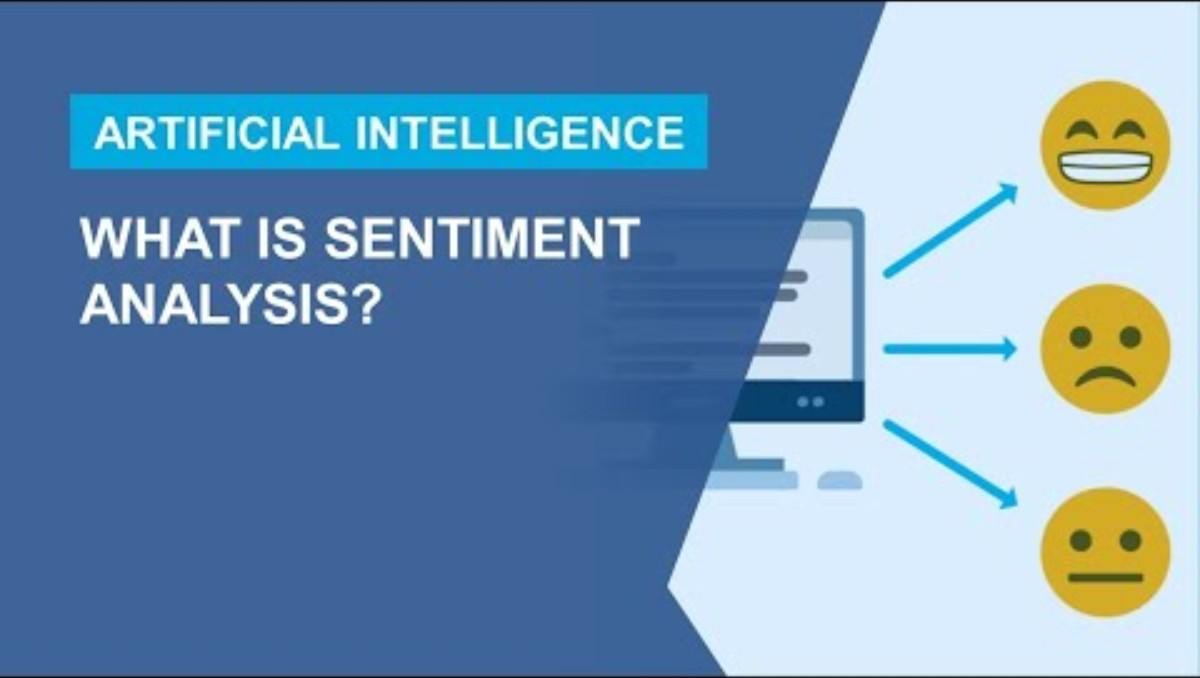 ARTIFICIAL INTELLIGENCE
WHAT IS SENTIMENT
ANALYSIS?